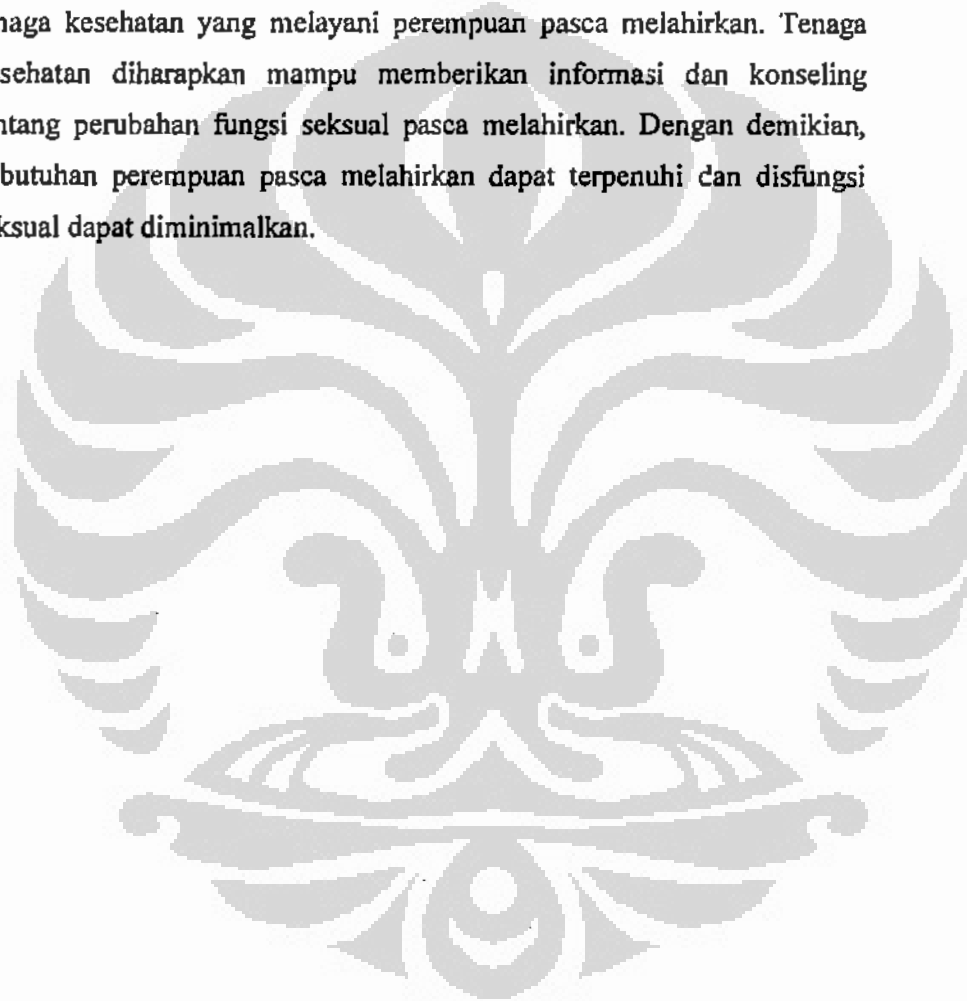 naga kesehatan yang melayani perempuan pasca melahirkan. Tenaga
sehatan diharapkan mampu memberikan informasi dan konseling
ntang perubahan fungsi seksual pasca melahirkan. Dengan demikian,
butuhan perempuan pasca melahirkan dapat terpenuhi dan disfungsi
ksual dapat diminimalkan.